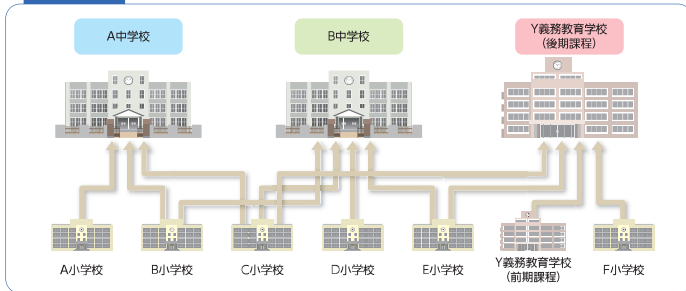 A中学校
B中学校
Y義務教育学校
（後期課程）
A小学校
B小学校
C小学校
D小学校
E小学校
Y義務教育学校
（前期課程）
F小学校